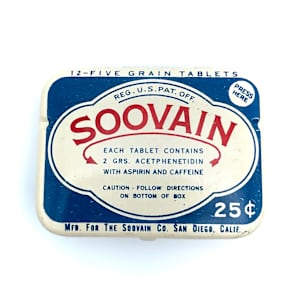 12-FIVE GRAIN TABLETS
REG. U.S. PAT. OFF.
PRESS
HERE
SOOVAIN
EACH TABLET CONTAINS
2 GRS. ACETPHENETIDIN
WITH ASPIRIN AND CAFFEINE
CAUTION - FOLLOW DIRECTIONS
ON BOTTOM OF BOX
25¢
MFD. FOR THE SOOVAIN CO. SAN DIEGO, CALIF.